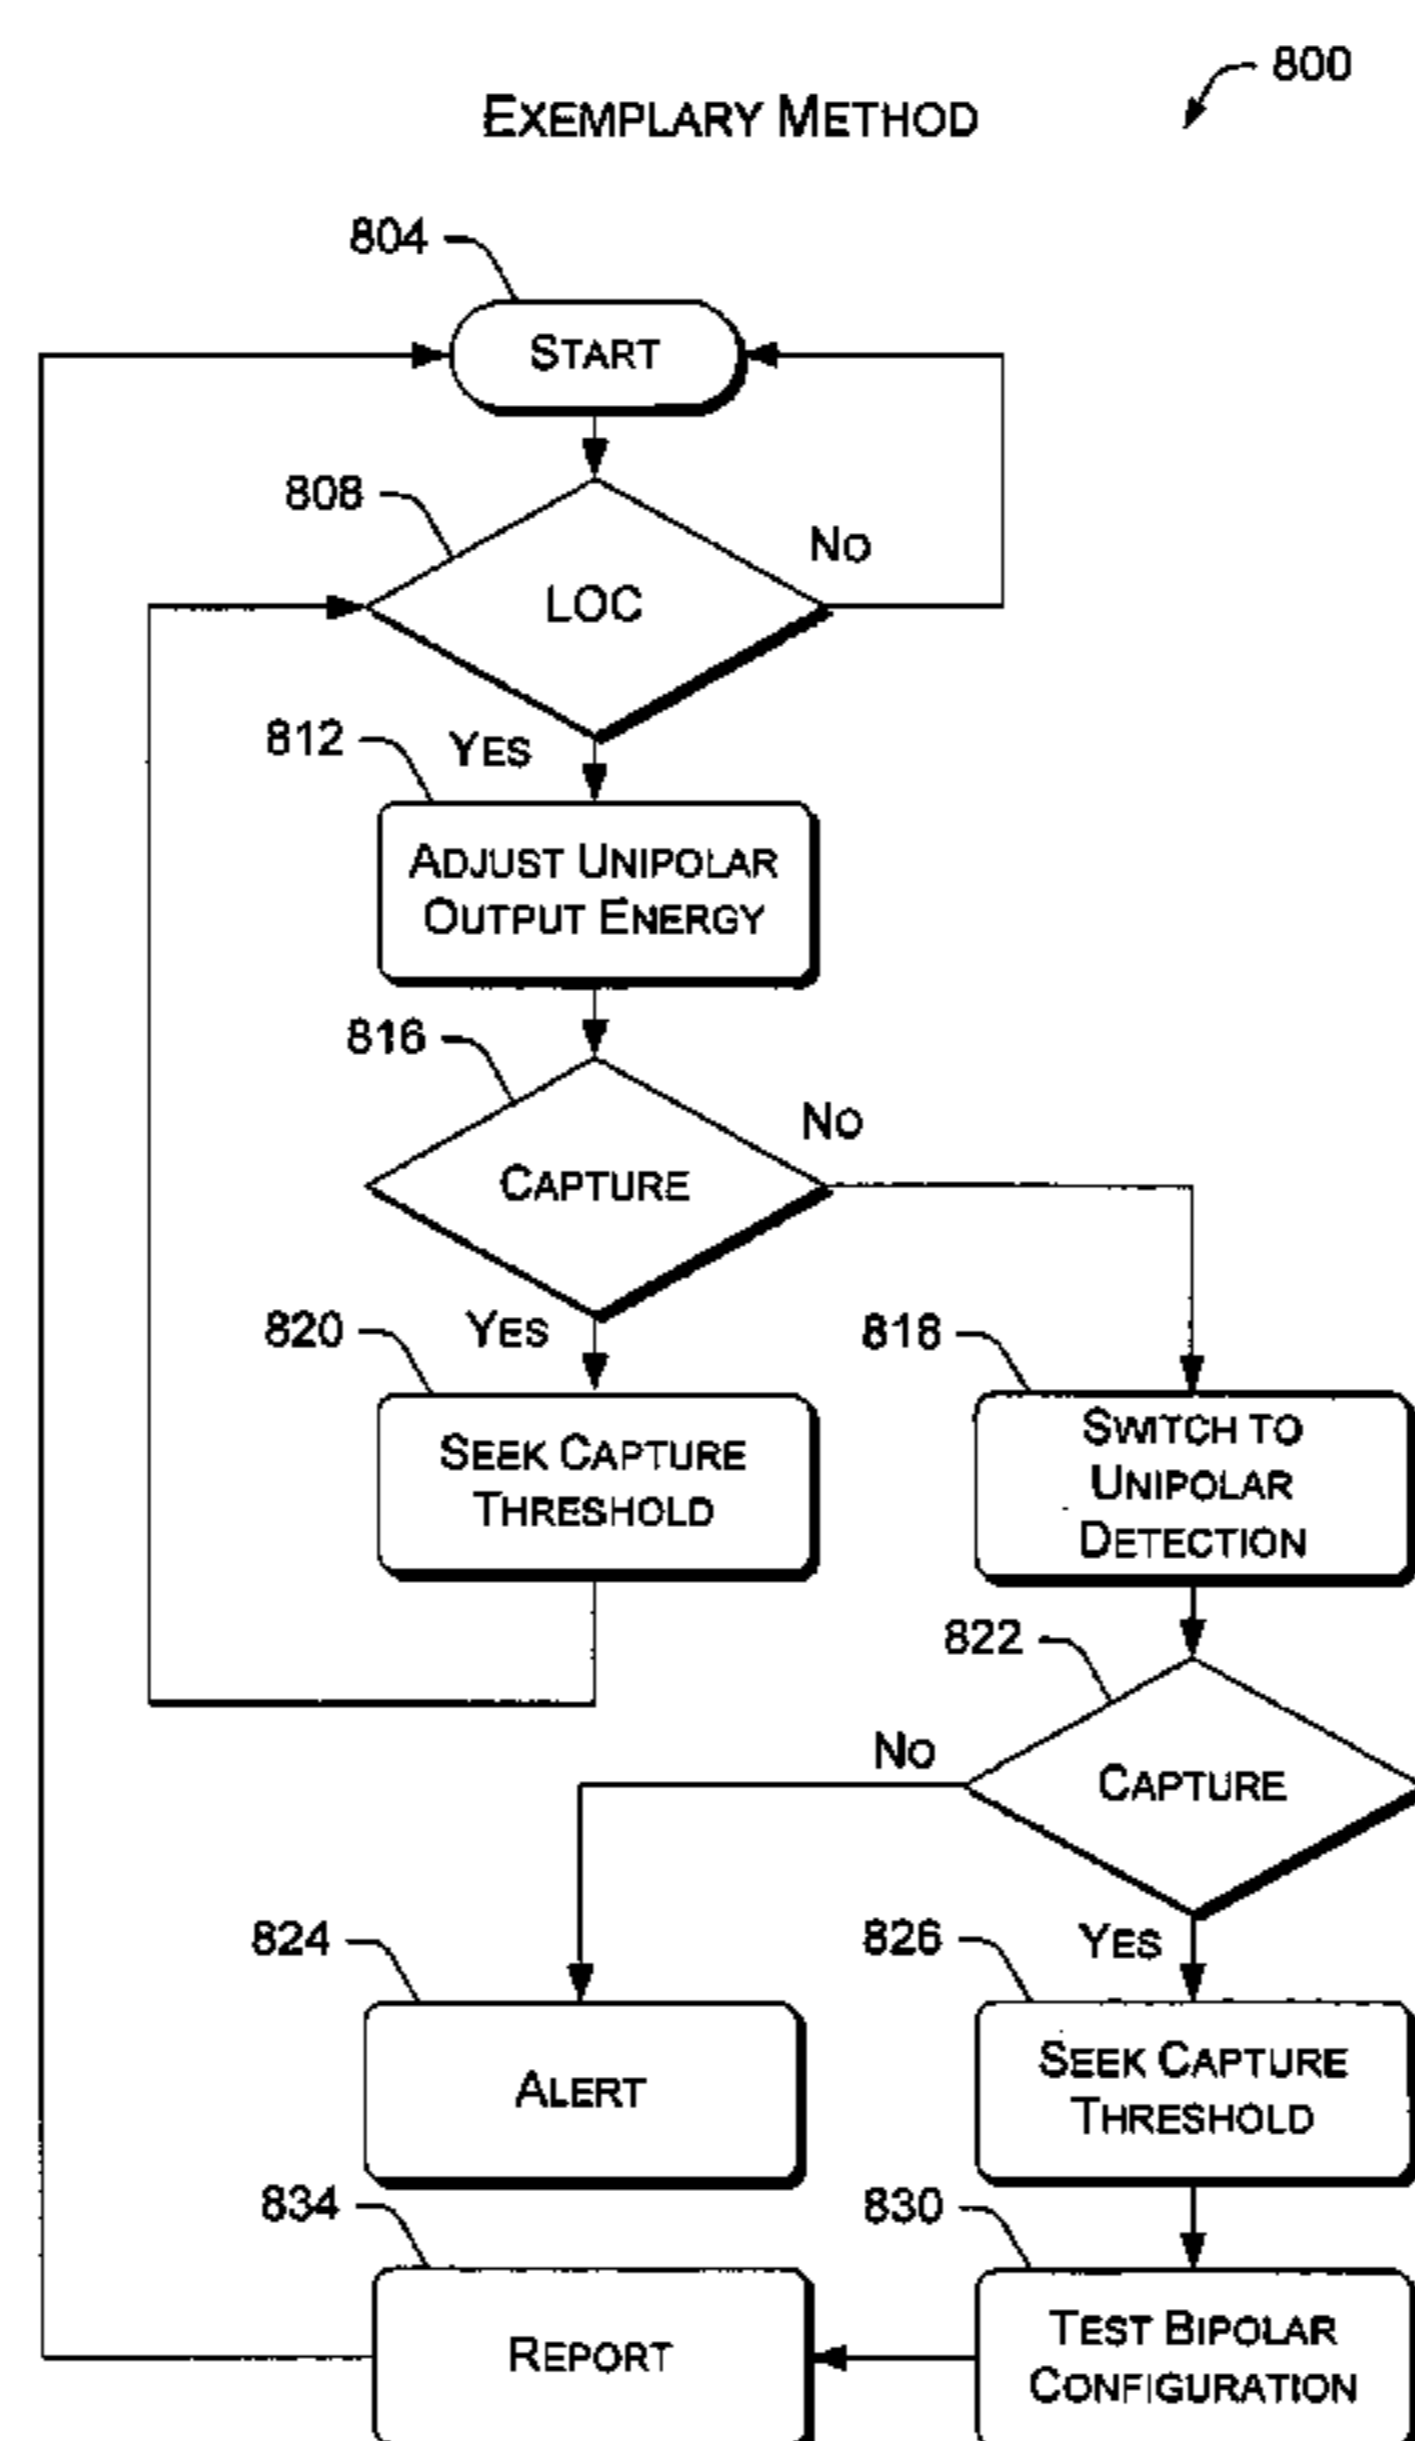 800
EXEMPLARY METHOD
804
START
808
LOC
NO
YES
812
ADJUST UNIPOLAR
OUTPUT ENERGY
816
CAPTURE
NO
YES
820
SEEK CAPTURE
THRESHOLD
818
SWITCH TO
UNIPOLAR
DETECTION
822
CAPTURE
NO
YES
824
ALERT
826
SEEK CAPTURE
THRESHOLD
834
REPORT
830
TEST BIPOLAR
CONFIGURATION